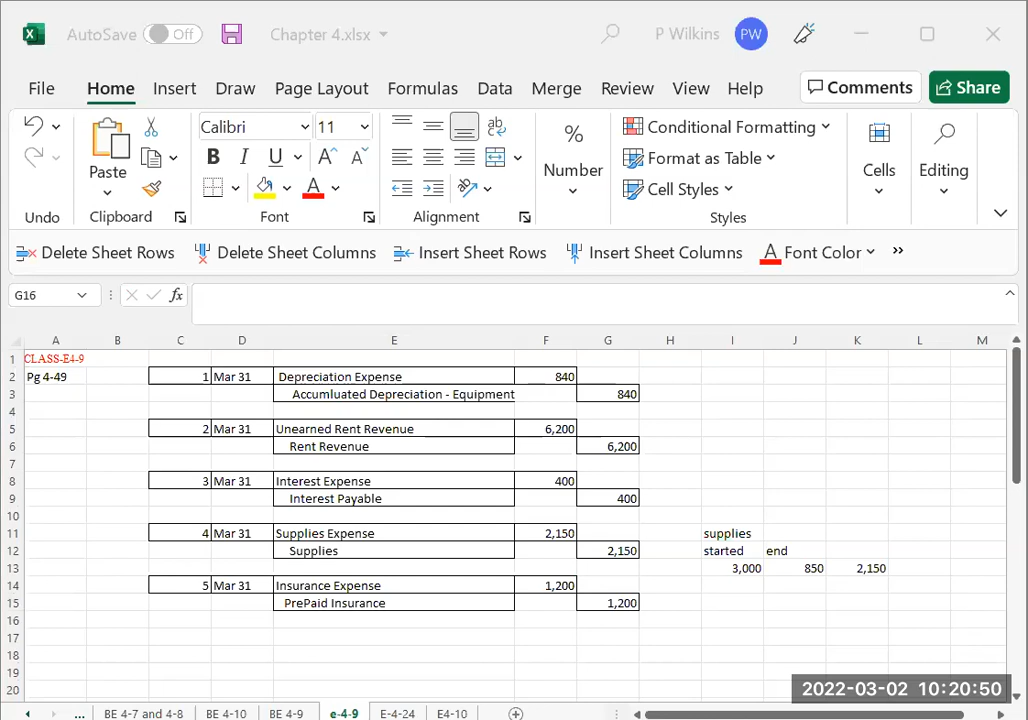 AutoSave Off Chapter 4.xlsx P Wilkins PW
File Home Insert Draw Page Layout Formulas Data Merge Review View Help Comments Share
Calibri 11
Paste Number Conditional Formatting Cells Editing
Format as Table
Cell Styles
Undo Clipboard Font Alignment Styles
Delete Sheet Rows Delete Sheet Columns Insert Sheet Rows Insert Sheet Columns Font Color
G16 fx
A B C D E F G H I J K L M
1 CLASS-E4-9
2 Pg 4-49 1 Mar 31 Depreciation Expense 840
3 Accumluated Depreciation - Equipment 840
4
5 2 Mar 31 Unearned Rent Revenue 6,200
6 Rent Revenue 6,200
7
8 3 Mar 31 Interest Expense 400
9 Interest Payable 400
10
11 4 Mar 31 Supplies Expense 2,150 supplies
12 Supplies 2,150 started end
13 3,000 850 2,150
14 5 Mar 31 Insurance Expense 1,200
15 PrePaid Insurance 1,200
16
17
18
19
20
2022-03-02 10:20:50
... BE 4-7 and 4-8 BE 4-10 BE 4-9 e-4-9 E-4-24 E4-10